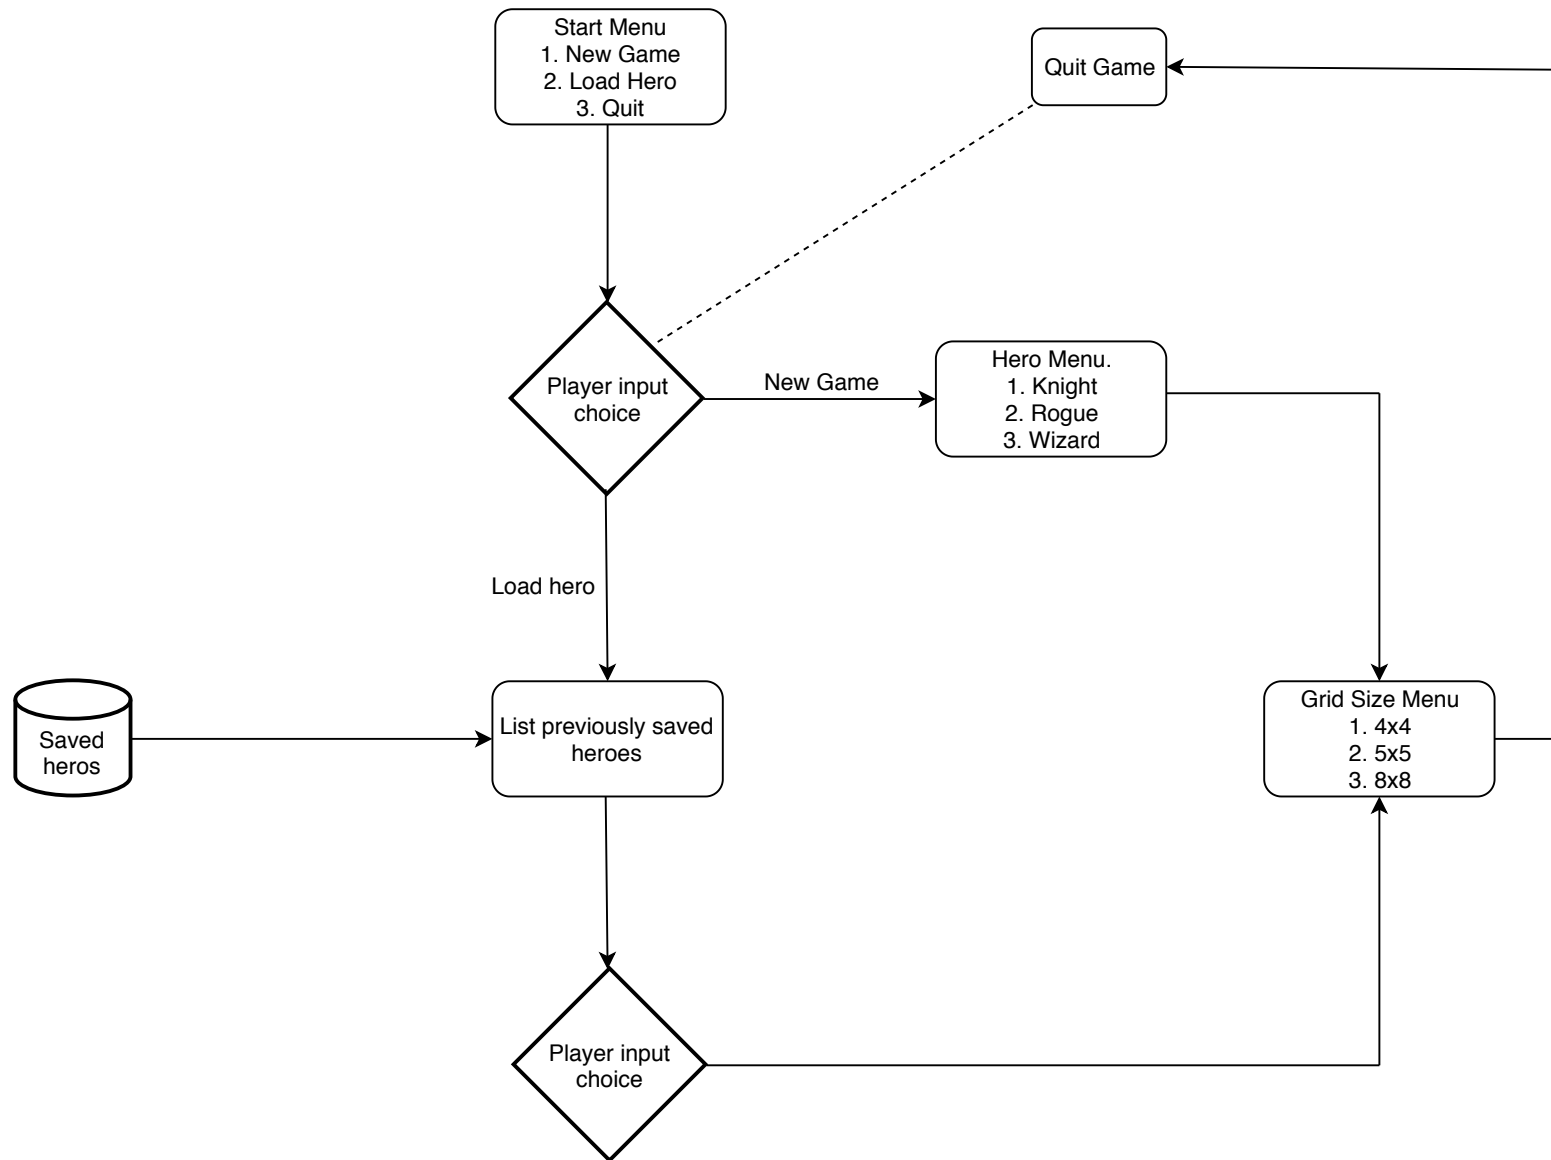 Start Menu
1. New Game
2. Load Hero
3. Quit
Quit Game
Player input
choice
New Game
Hero Menu.
1. Knight
2. Rogue
3. Wizard
Load hero
Saved
heros
List previously saved
heroes
Grid Size Menu
1. 4x4
2. 5x5
3. 8x8
Player input
choice